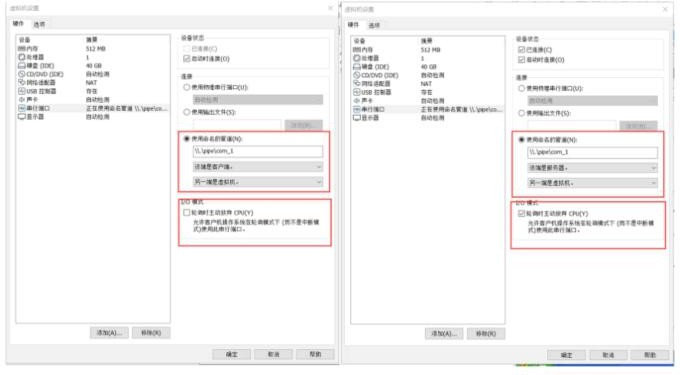 虚拟机设置
硬件 选项
设备 摘要
内存 512 MB
处理器 1
硬盘 (IDE) 40 GB
CD/DVD (IDE) 自动检测
网络适配器 NAT
USB 控制器 存在
声卡 自动检测
串行端口 正在使用命名管道 \\.\pipe\co...
显示器 自动检测
添加(A)... 移除(R)
设备状态
已连接(C)
启动时连接(O)
连接
使用物理串行端口(U):
自动检测
使用输出文件(S):
使用命名的管道(N):
\\.\pipe\com_1
该端是客户端。
另一端是虚拟机。
I/O 模式
轮询时主动放弃 CPU(Y)
允许客户机操作系统在轮询模式下 (而不是中断模
式)使用此串行端口。
确定 取消 帮助
虚拟机设置
硬件 选项
设备 摘要
内存 512 MB
处理器 1
硬盘 (IDE) 40 GB
CD/DVD (IDE) 自动检测
网络适配器 NAT
USB 控制器 存在
声卡 自动检测
串行端口 正在使用命名管道 \\.\pipe\co...
显示器 自动检测
添加(A)... 移除(R)
设备状态
已连接(C)
启动时连接(O)
连接
使用物理串行端口(U):
自动检测
使用输出文件(S):
使用命名的管道(N):
\\.\pipe\com_1
该端是服务器。
另一端是虚拟机。
I/O 模式
轮询时主动放弃 CPU(Y)
允许客户机操作系统在轮询模式下 (而不是中断模
式)使用此串行端口。
确定 取消 帮助